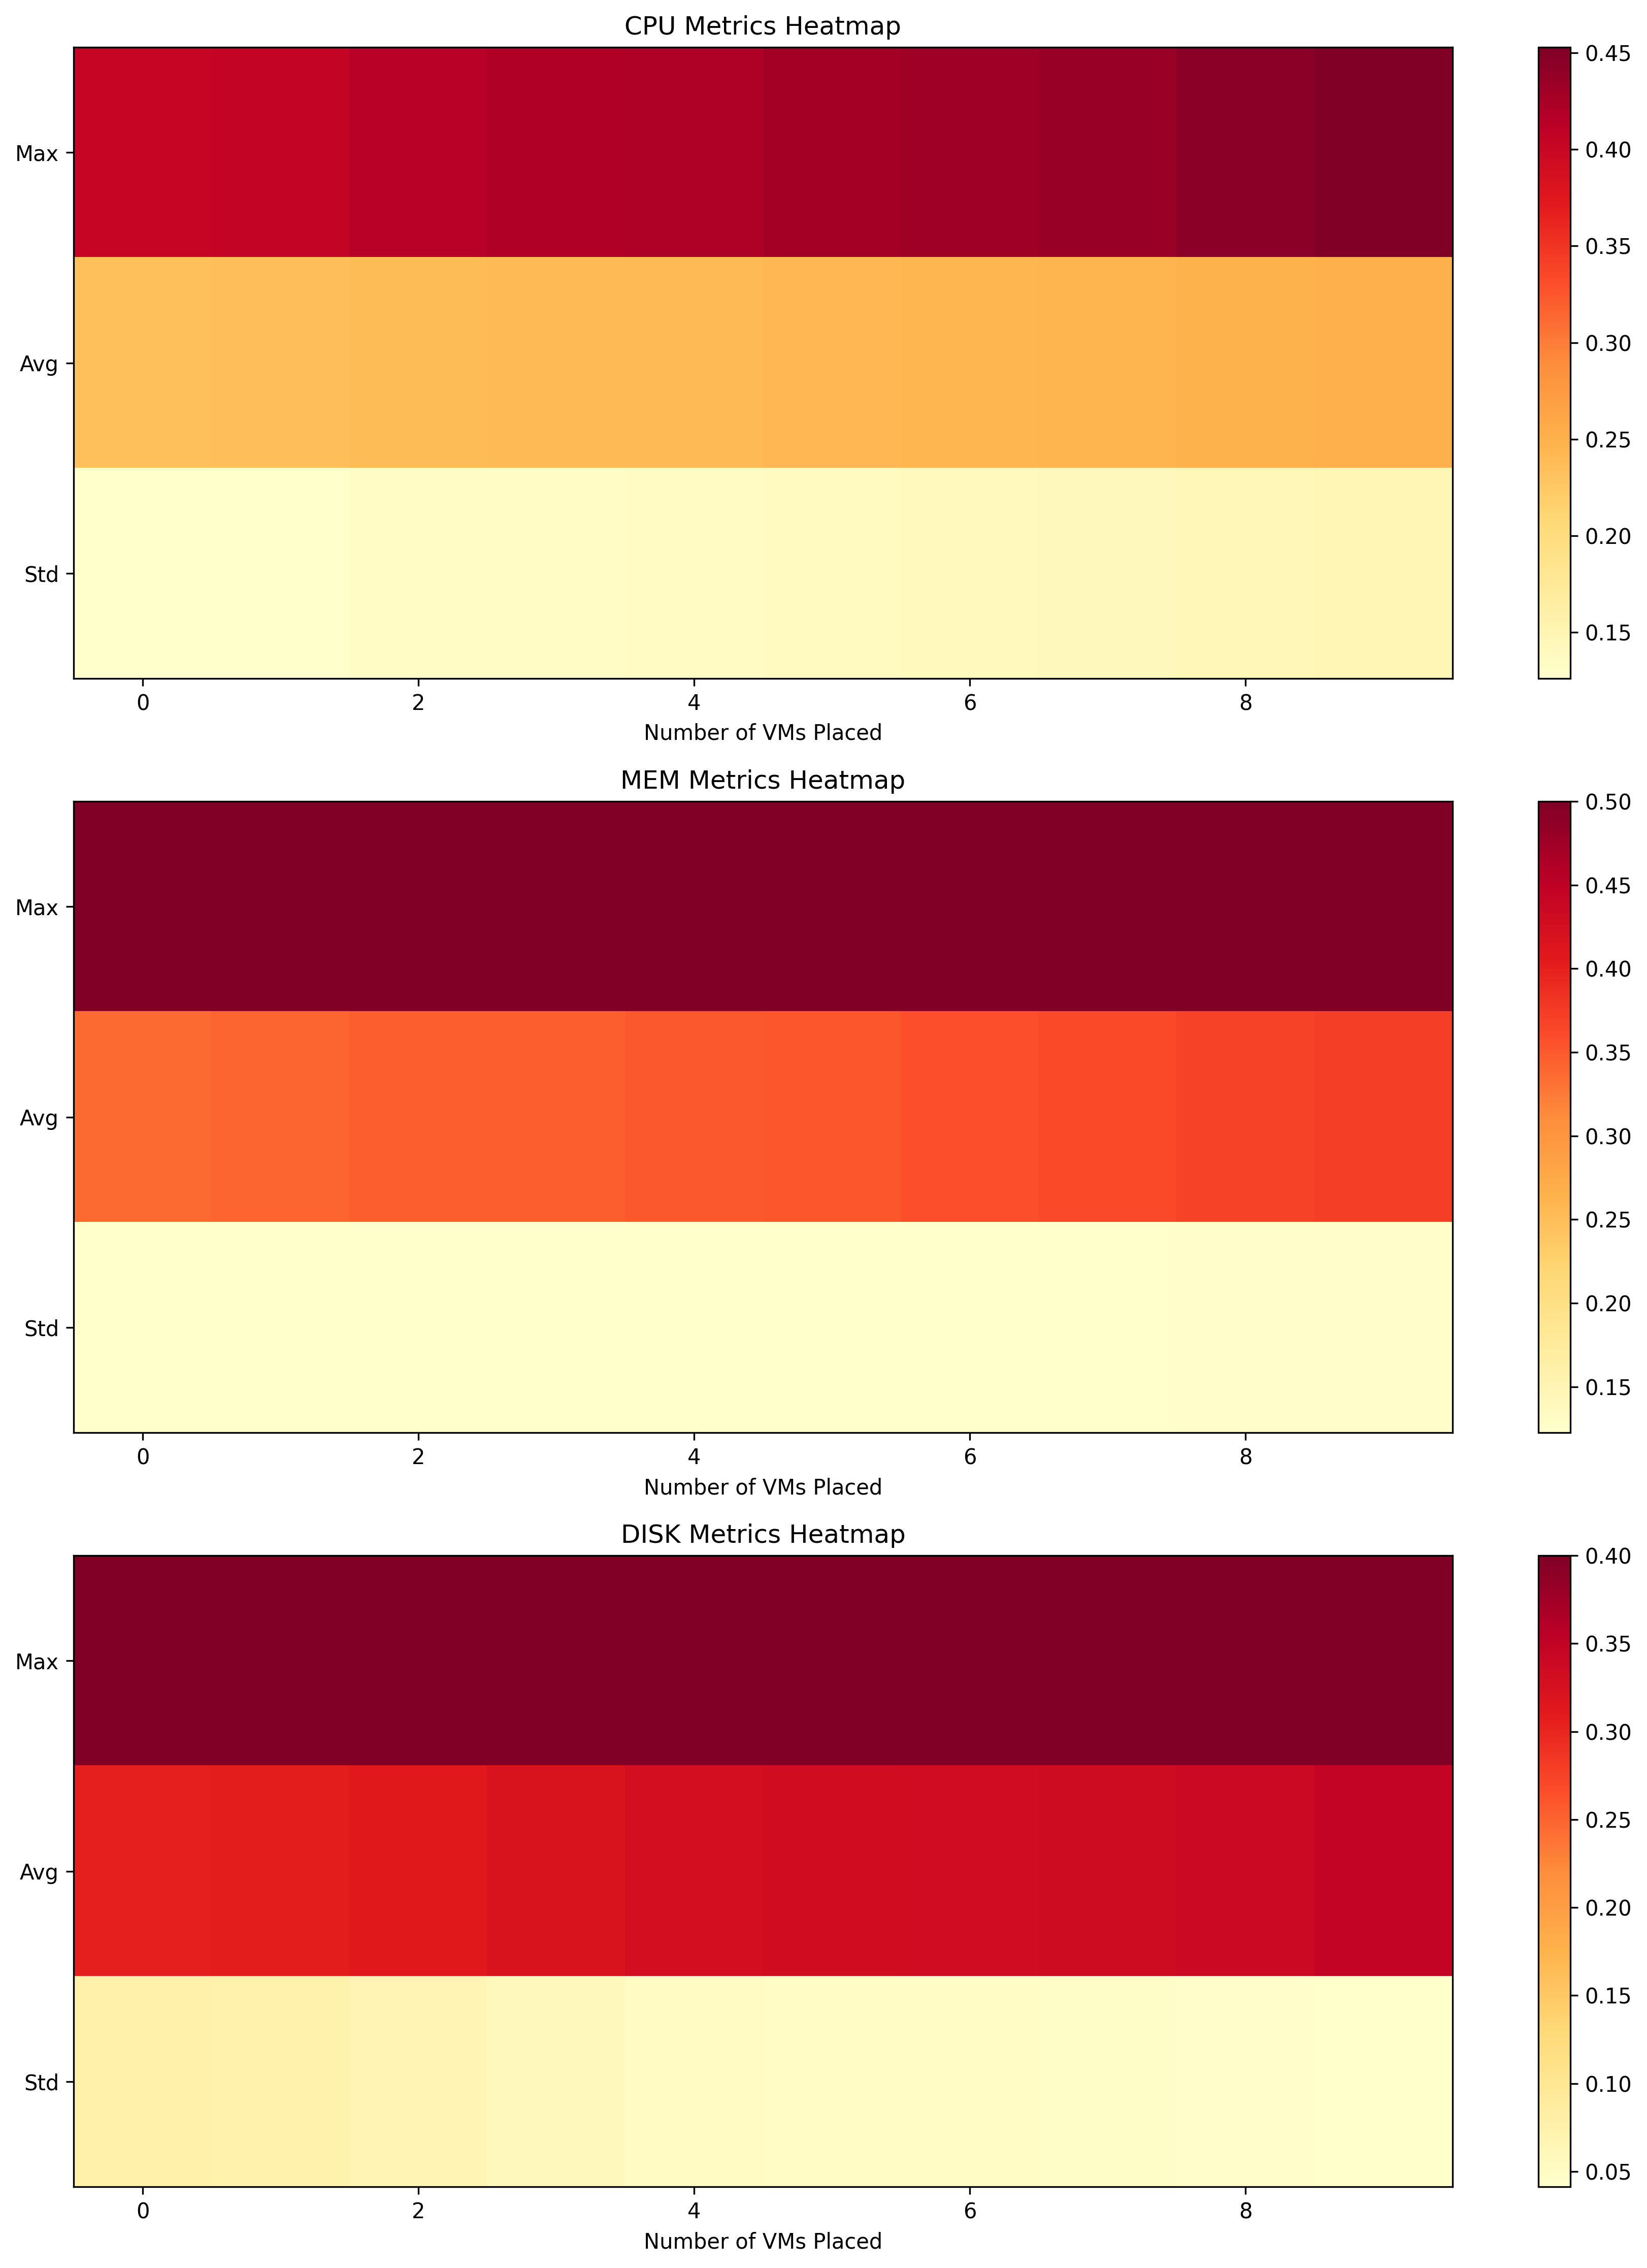 CPU Metrics Heatmap
Max
Avg
Std
0 2 4 6 8
Number of VMs Placed
0.45
0.40
0.35
0.30
0.25
0.20
0.15
MEM Metrics Heatmap
Max
Avg
Std
0 2 4 6 8
Number of VMs Placed
0.50
0.45
0.40
0.35
0.30
0.25
0.20
0.15
DISK Metrics Heatmap
Max
Avg
Std
0 2 4 6 8
Number of VMs Placed
0.40
0.35
0.30
0.25
0.20
0.15
0.10
0.05